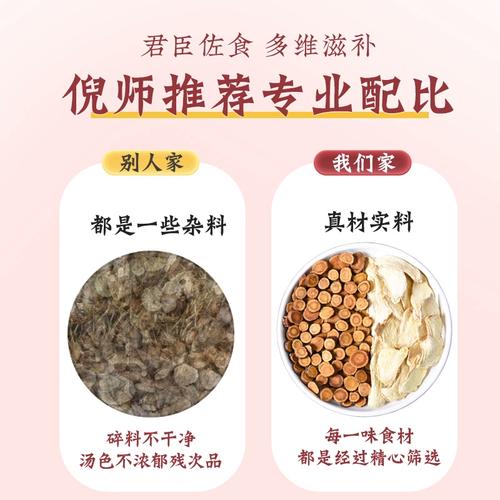 君臣佐食 多维滋补
倪师推荐专业配比
别人家
我们家
都是一些杂料
真材实料
碎料不干净
汤色不浓郁残次品
每一味食材
都是经过精心筛选